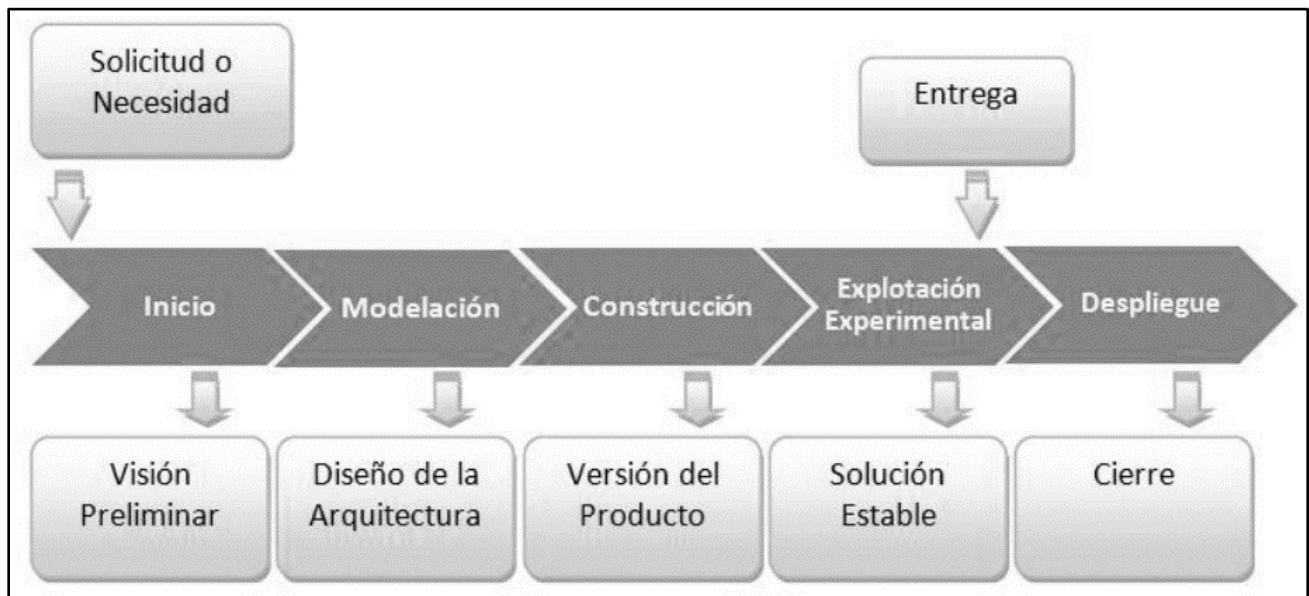 Solicitud o
Necesidad
Entrega
Inicio
Modelación
Construcción
Explotación
Experimental
Despliegue
Visión
Preliminar
Diseño de la
Arquitectura
Versión del
Producto
Solución
Estable
Cierre